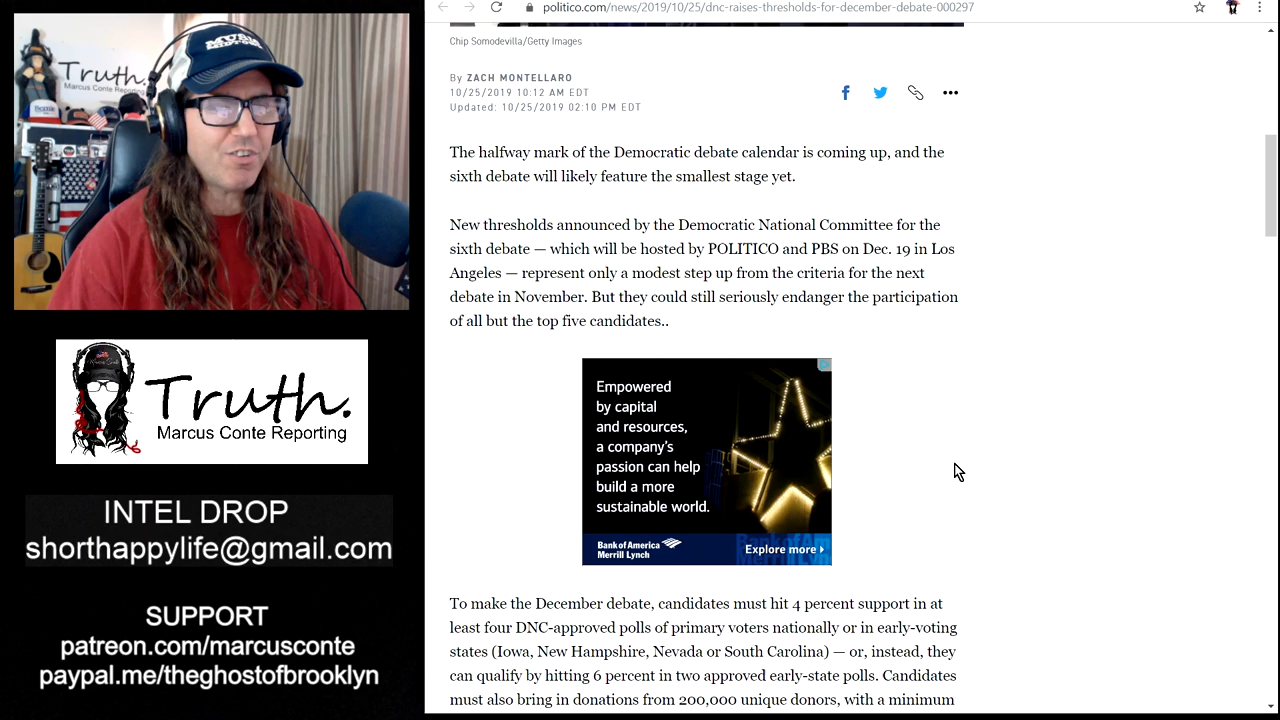 politico.com/news/2019/10/25/dnc-raises-thresholds-for-december-debate-000297
Chip Somodevilla/Getty Images
By ZACH MONTELLARO
10/25/2019 10:12 AM EDT
Updated: 10/25/2019 02:10 PM EDT
The halfway mark of the Democratic debate calendar is coming up, and the
sixth debate will likely feature the smallest stage yet.
New thresholds announced by the Democratic National Committee for the
sixth debate — which will be hosted by POLITICO and PBS on Dec. 19 in Los
Angeles — represent only a modest step up from the criteria for the next
debate in November. But they could still seriously endanger the participation
of all but the top five candidates..
Empowered
by capital
and resources,
a company's
passion can help
build a more
sustainable world.
Bank of America
Merrill Lynch
Explore more
To make the December debate, candidates must hit 4 percent support in at
least four DNC-approved polls of primary voters nationally or in early-voting
states (Iowa, New Hampshire, Nevada or South Carolina) — or, instead, they
can qualify by hitting 6 percent in two approved early-state polls. Candidates
must also bring in donations from 200,000 unique donors, with a minimum
Truth.
Marcus Conte Reporting
Truth.
Marcus Conte Reporting
INTEL DROP
shorthappylife@gmail.com
SUPPORT
patreon.com/marcusconte
paypal.me/theghostofbrooklyn